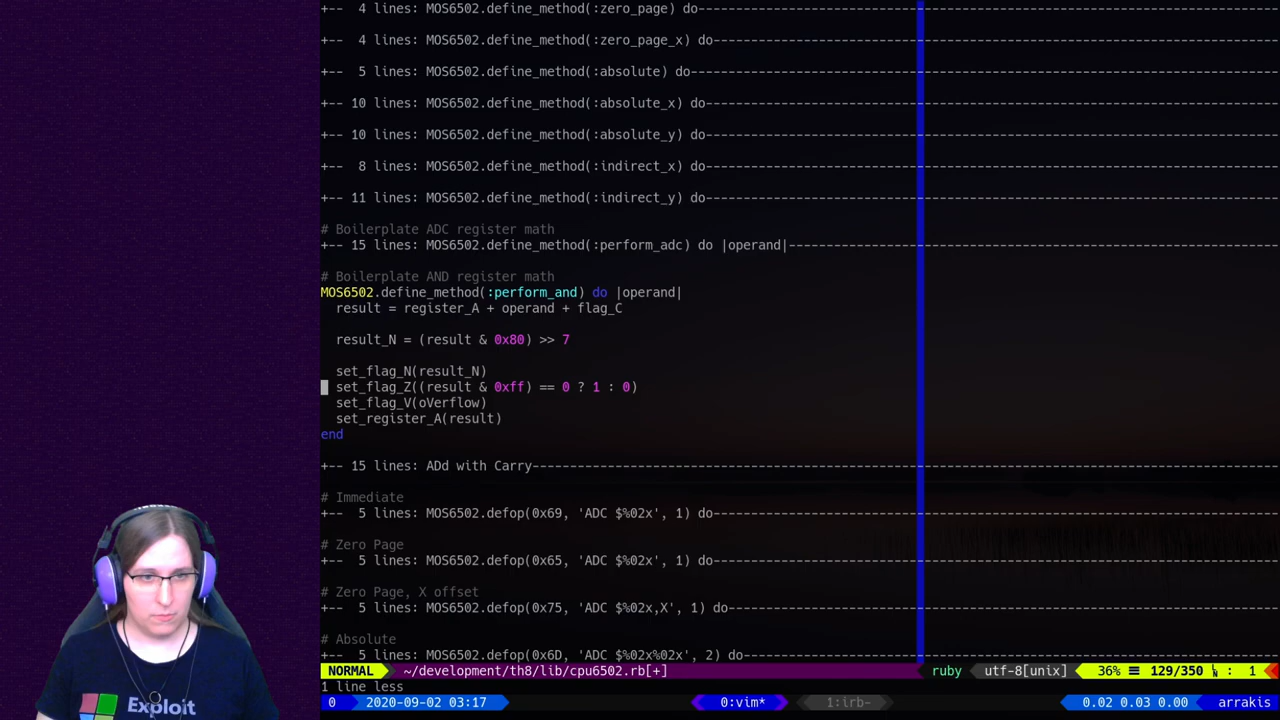 +--  4 lines: MOS6502.define_method(:zero_page) do
+--  4 lines: MOS6502.define_method(:zero_page_x) do
+--  5 lines: MOS6502.define_method(:absolute) do
+-- 10 lines: MOS6502.define_method(:absolute_x) do
+-- 10 lines: MOS6502.define_method(:absolute_y) do
+--  8 lines: MOS6502.define_method(:indirect_x) do
+-- 11 lines: MOS6502.define_method(:indirect_y) do
# Boilerplate ADC register math
+-- 15 lines: MOS6502.define_method(:perform_adc) do |operand|
# Boilerplate AND register math
MOS6502.define_method(:perform_and) do |operand|
  result = register_A + operand + flag_C
  result_N = (result & 0x80) >> 7
  set_flag_N(result_N)
  set_flag_Z((result & 0xff) == 0 ? 1 : 0)
  set_flag_V(oVerflow)
  set_register_A(result)
end
+-- 15 lines: ADd with Carry
# Immediate
+--  5 lines: MOS6502.defop(0x69, 'ADC $%02x', 1) do
# Zero Page
+--  5 lines: MOS6502.defop(0x65, 'ADC $%02x', 1) do
# Zero Page, X offset
+--  5 lines: MOS6502.defop(0x75, 'ADC $%02x,X', 1) do
# Absolute
+--  5 lines: MOS6502.defop(0x6D, 'ADC $%02x%02x', 2) do
NORMAL ~/development/th8/lib/cpu6502.rb[+] ruby utf-8[unix] 36% ≡ 129/350 ㏑ : 1
1 line less
0 2020-09-02 03:17 0:vim* 1:irb- 0.02 0.03 0.00 arrakis
Exploit